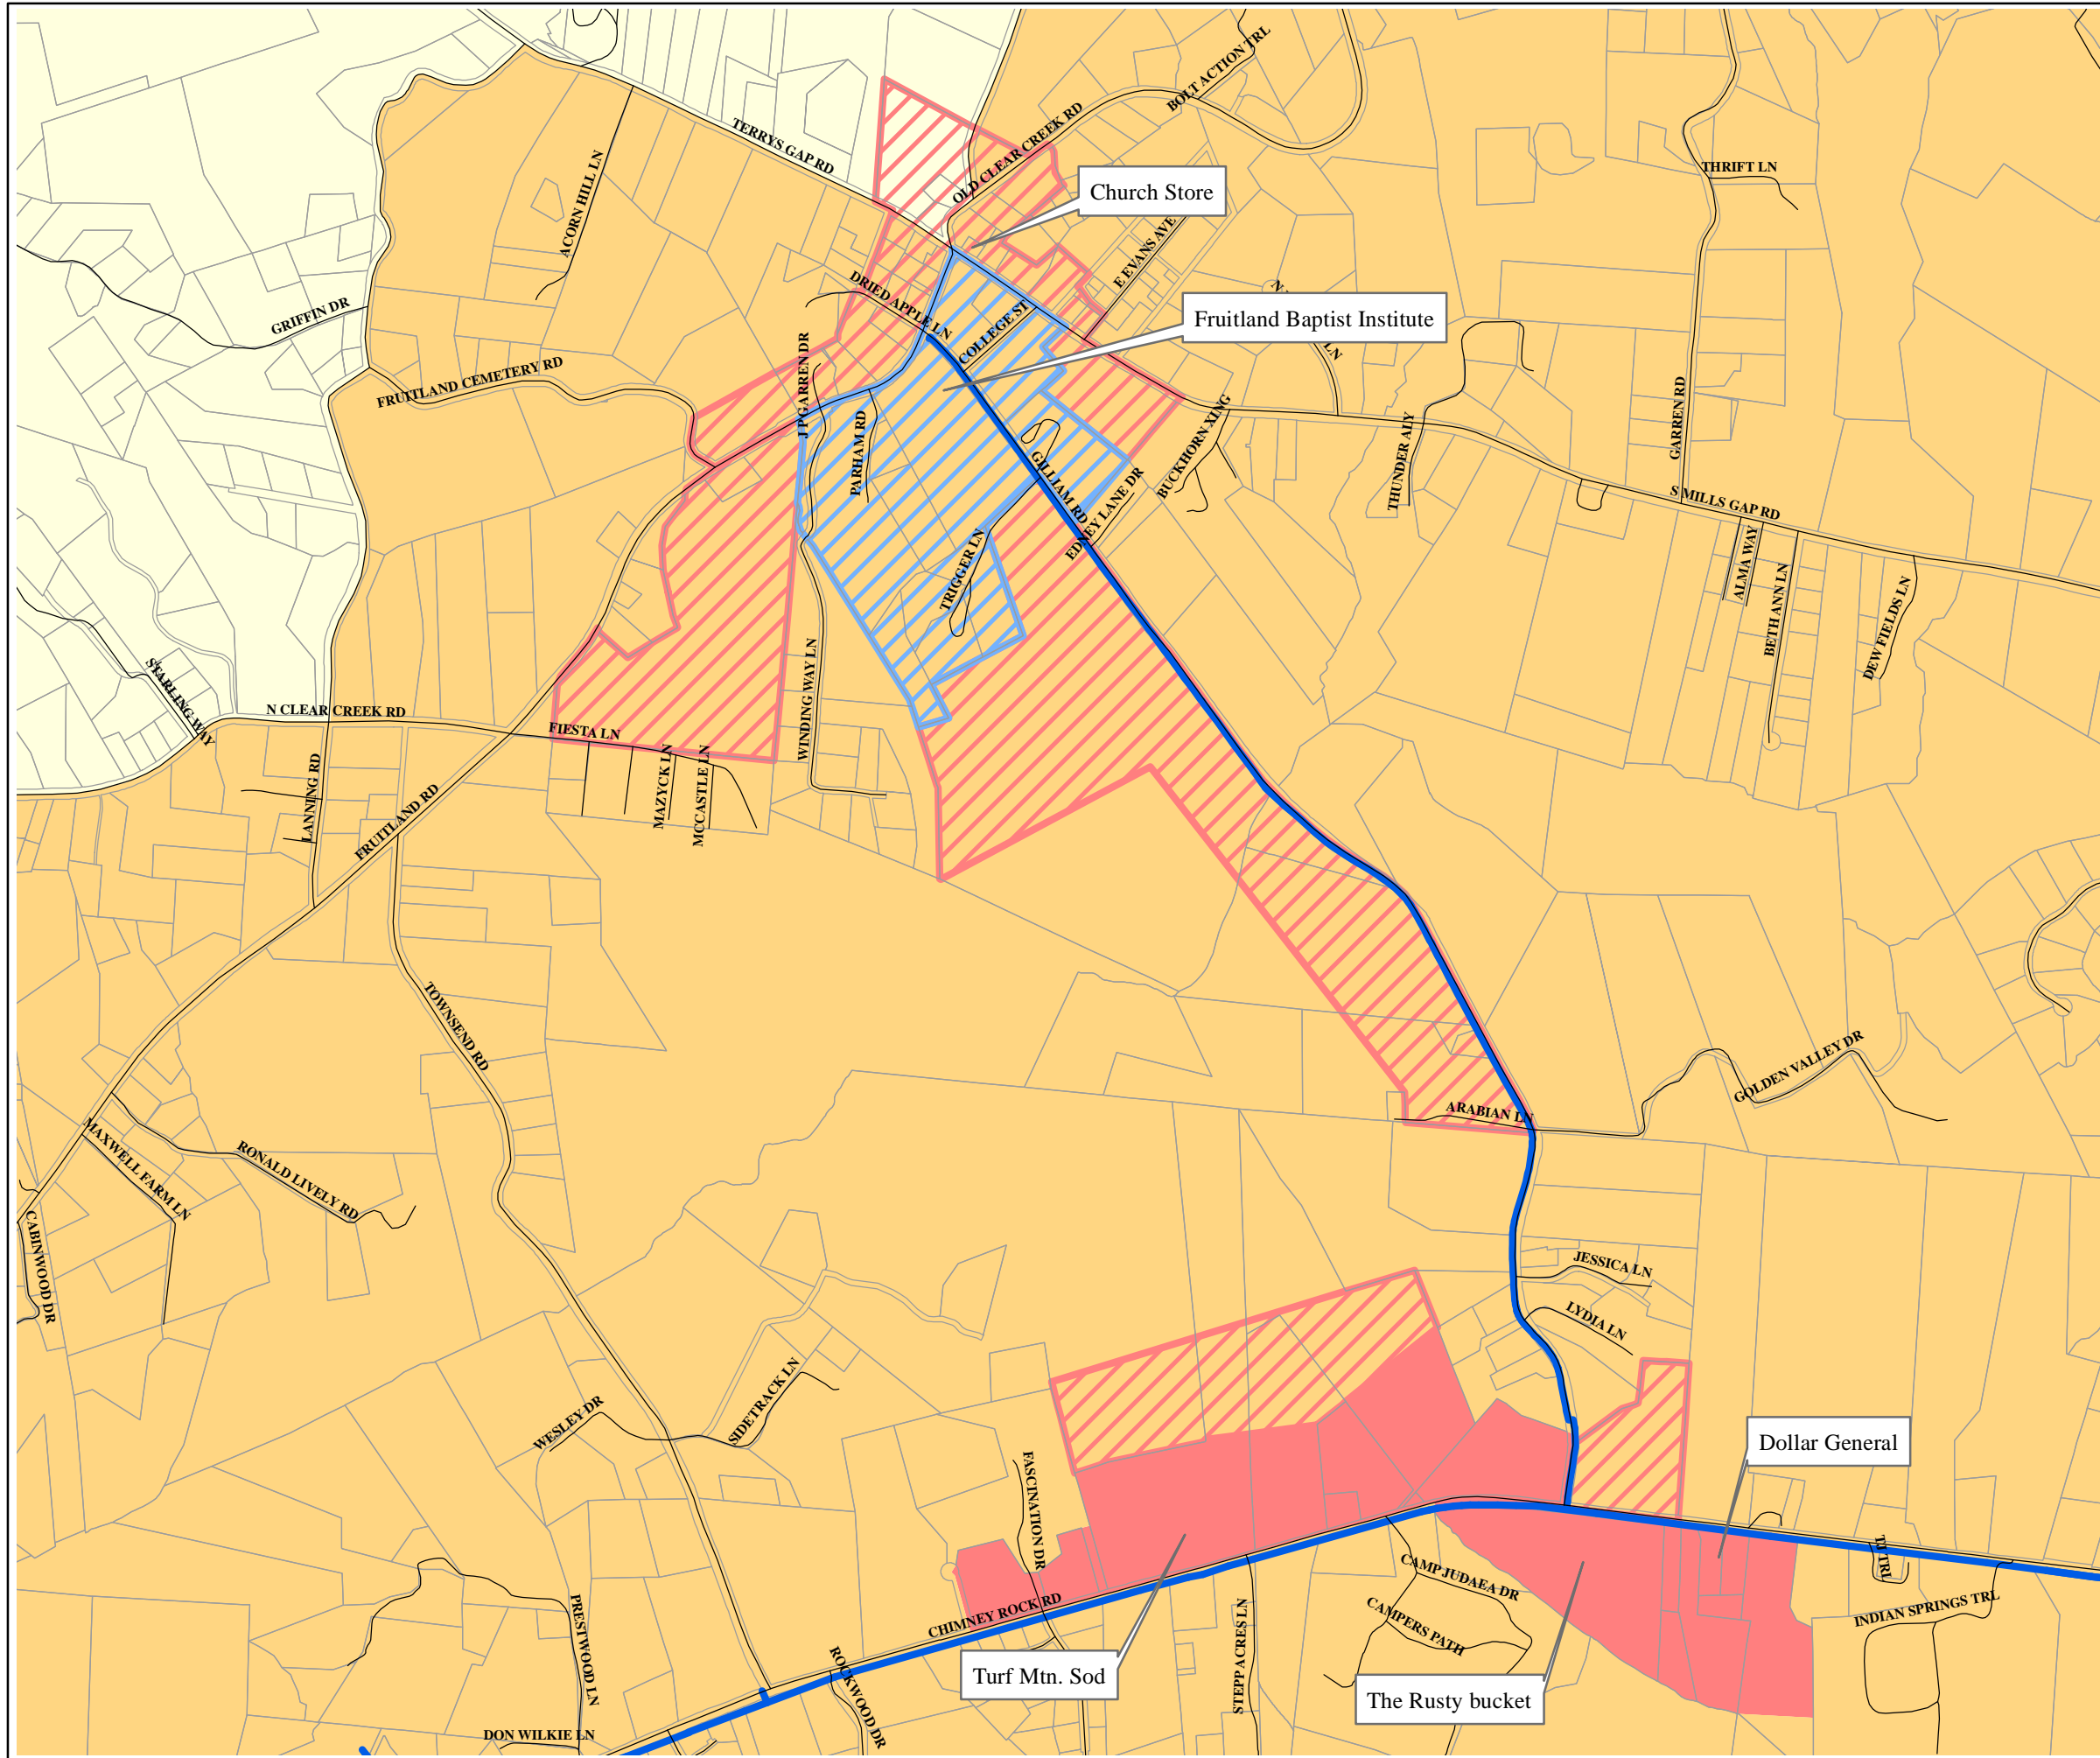 BOLT ACTION TRL
TERRYS GAP RD
OLD CLEAR CREEK RD
THRIFT LN
Church Store
ACORN HILL LN
E EVANS AVE
DRIED APPLE LN
GRIFFIN DR
COLLEGE ST
Fruitland Baptist Institute
LN
J P GARREN DR
FRUITLAND CEMETERY RD
GARREN RD
PARHAM RD
BUCKHORN XING
THUNDER ALY
GILLIAM RD
EDNEY LANE DR
S MILLS GAP RD
ALMA WAY
BETH ANN LN
DEW FIELDS LN
TRIGGER LN
STARLING WAY
N CLEAR CREEK RD
FIESTA LN
WINDING WAY LN
LANNING RD
MAZYCK LN
MCCASTLE LN
FRUITLAND RD
TOWNSEND RD
GOLDEN VALLEY DR
ARABIAN LN
MAXWELL FARM LN
RONALD LIVELY RD
CABINWOOD DR
JESSICA LN
LYDIA LN
SIDETRACK LN
WESLEY DR
Dollar General
FASCINATION DR
TJ TRL
CAMP JUDAEA DR
CAMPERS PATH
INDIAN SPRINGS TRL
CHIMNEY ROCK RD
PRESTWOOD LN
STEPP ACRES LN
Turf Mtn. Sod
The Rusty bucket
ROCKWOOD DR
DON WILKIE LN